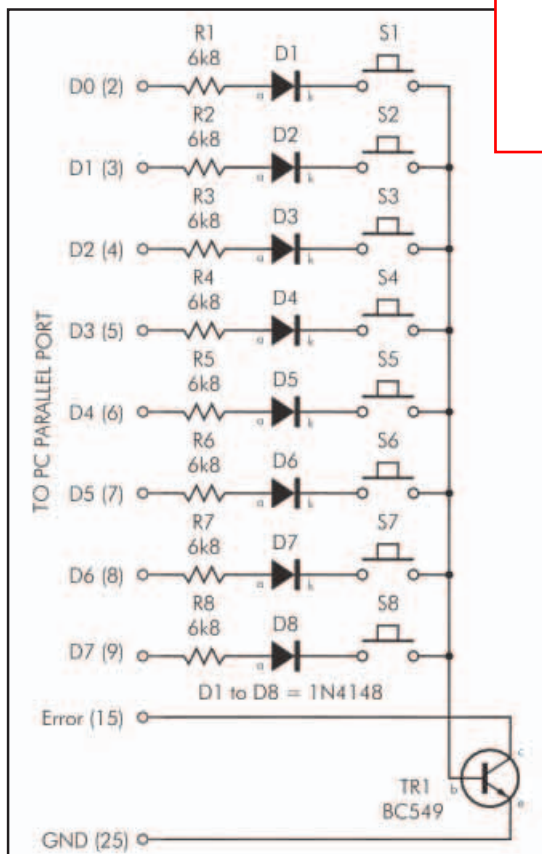 R1
6k8
D1
S1
D0 (2)
a
k
R2
6k8
D2
S2
D1 (3)
a
k
R3
6k8
D3
S3
D2 (4)
a
k
R4
6k8
D4
S4
D3 (5)
a
k
R5
6k8
D5
S5
D4 (6)
a
k
R6
6k8
D6
S6
D5 (7)
a
k
R7
6k8
D7
S7
D6 (8)
a
k
R8
6k8
D8
S8
D7 (9)
a
k
TO PC PARALLEL PORT
D1 to D8 = 1N4148
Error (15)
c
b
TR1
BC549
e
GND (25)